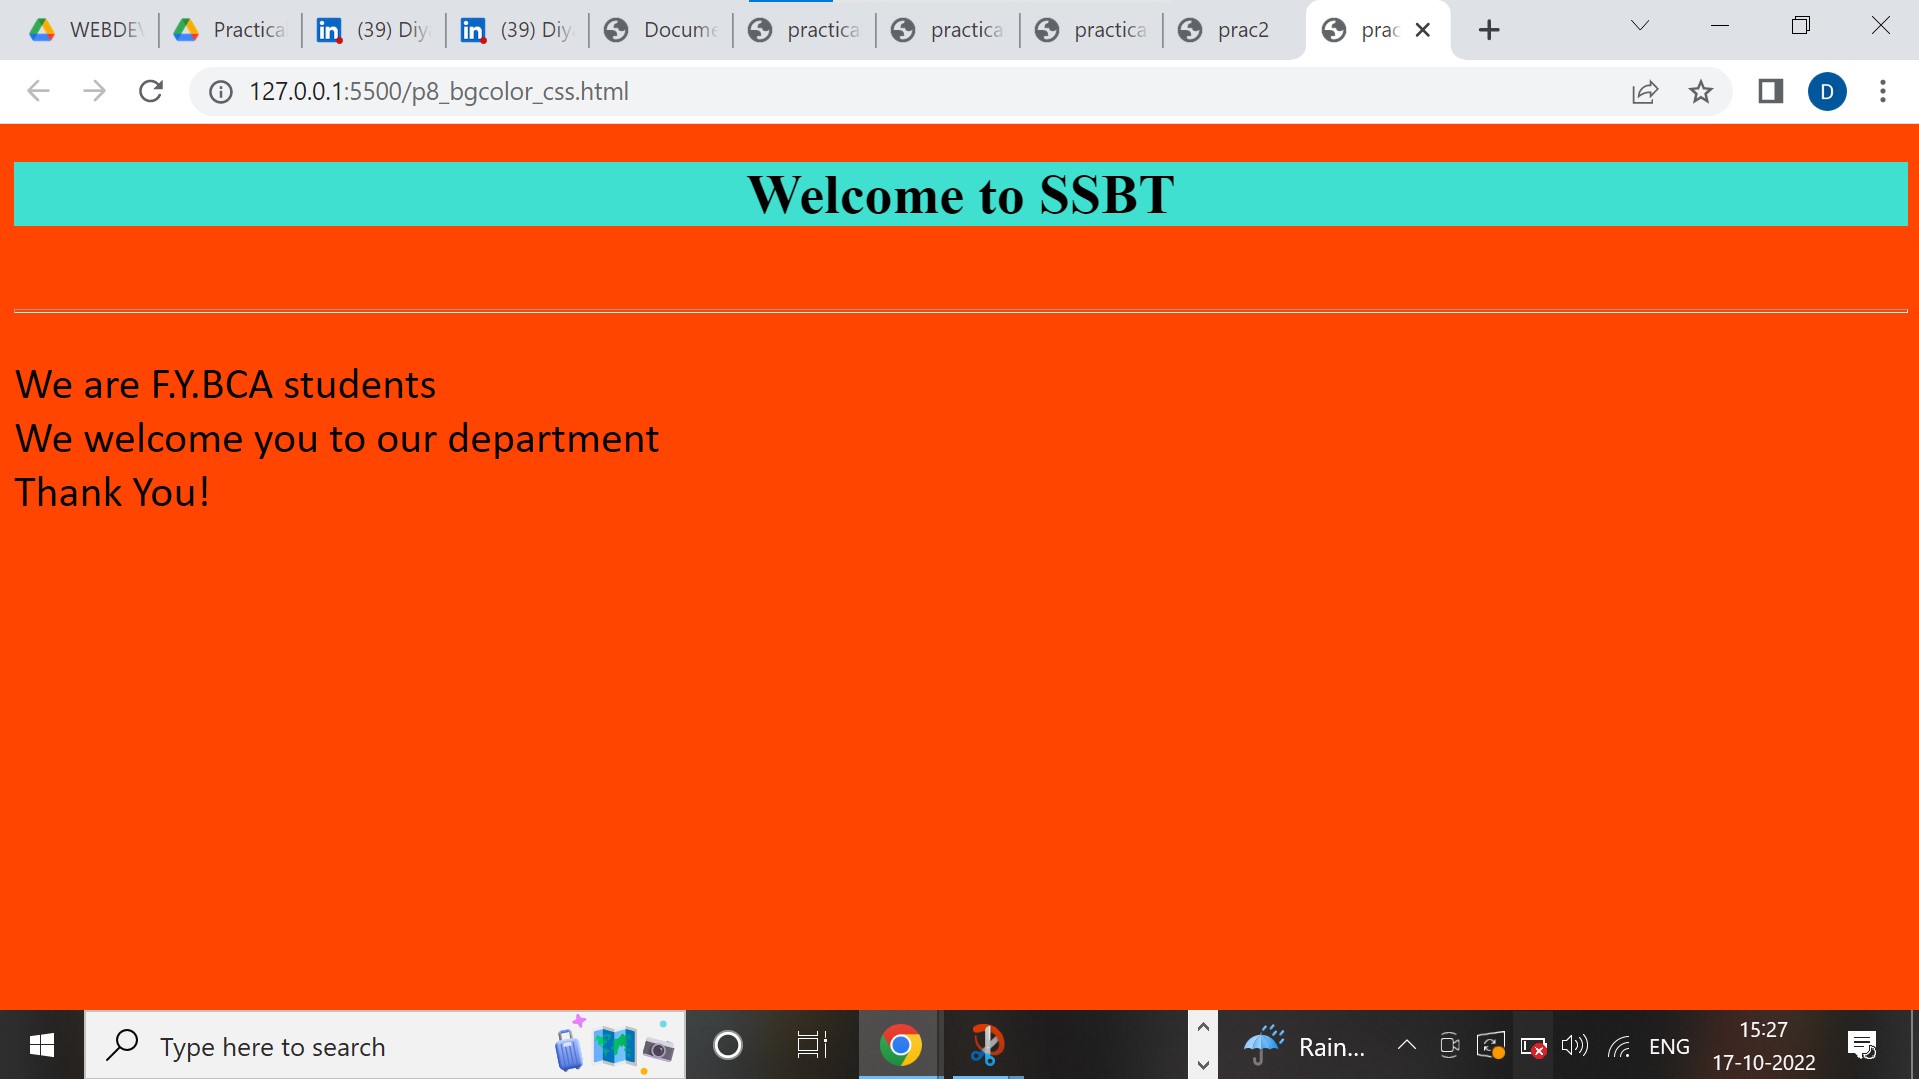 WEBDEV
Practica
(39) Diy
(39) Diy
Docume
practica
practica
practica
prac2
prac
127.0.0.1:5500/p8_bgcolor_css.html
D
Welcome to SSBT
We are F.Y.BCA students
We welcome you to our department
Thank You!
Type here to search
Rain...
ENG
15:27
17-10-2022